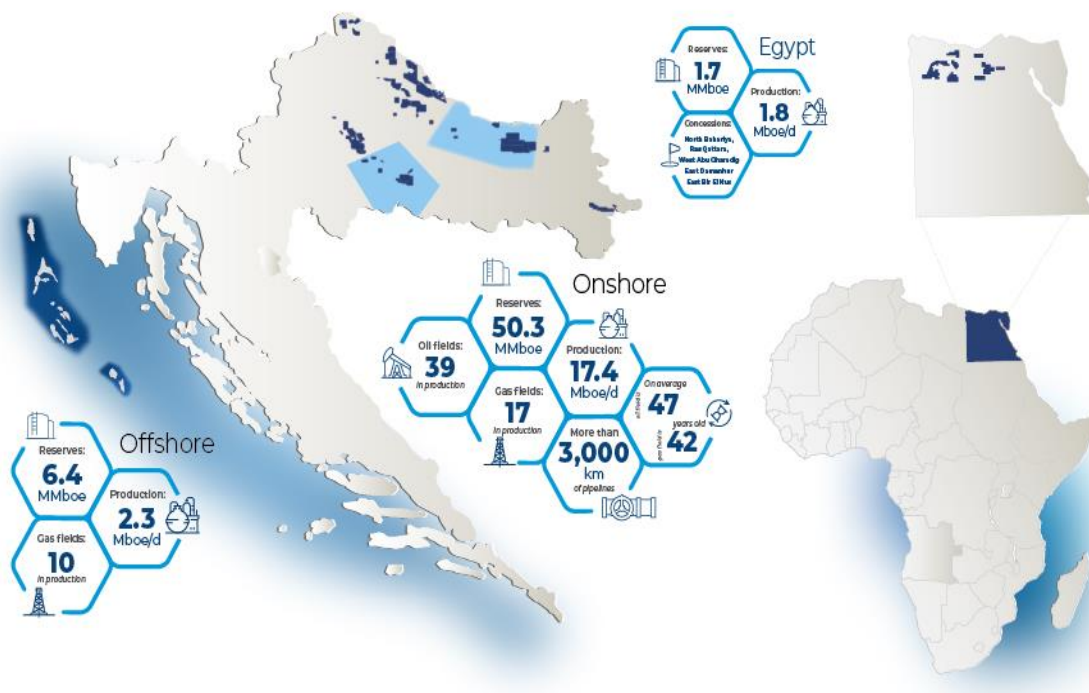 Egypt
Reserves:
1.7
MMboe
Production:
1.8
Mboe/d
Concessions:
North Bahariya,
Ras Qattara,
West Abu Gharadig
East Damanhur
East Bir El Nus
Onshore
Reserves:
50.3
MMboe
Oil fields:
39
in production
Production:
17.4
Mboe/d
Gas fields:
17
in production
On average
47
years old
42
More than
3,000
km
of pipelines
Offshore
Reserves:
6.4
MMboe
Production:
2.3
Mboe/d
Gas fields:
10
in production